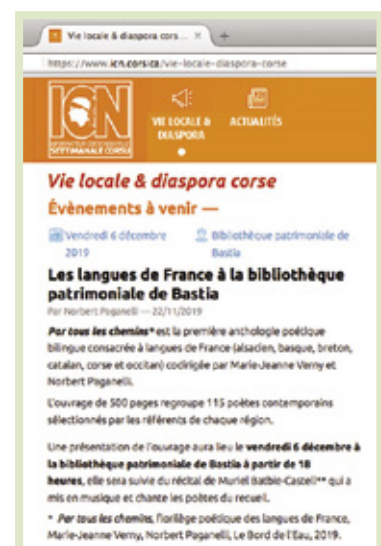 Vie locale & diaspora cors... ×
+
https://www.icn.corsica/vie-locale-diaspora-corse
ICN
SETTIMANALE CORSU
VIE LOCALE &
DIASPORA
ACTUALITÉS
Vie locale & diaspora corse
Évènements à venir —
Vendredi 6 décembre
2019
Bibliothèque patrimoniale de
Bastia
Les langues de France à la bibliothèque
patrimoniale de Bastia
Par Norbert Paganelli — 22/11/2019
Par tous les chemins* est la première anthologie poétique
bilingue consacrée à langues de France (alsacien, basque, breton,
catalan, corse et occitan) codirigée par Marie-Jeanne Verny et
Norbert Paganelli.
L'ouvrage de 500 pages regroupe 115 poètes contemporains
sélectionnés par les référents de chaque région.
Une présentation de l'ouvrage aura lieu le vendredi 6 décembre à
la bibliothèque patrimoniale de Bastia à partir de 18
heures, elle sera suivie du récital de Muriel Batbie-Castell** qui a
mis en musique et chante les poètes du recueil.
* Par tous les chemins, florilège poétique des langues de France,
Marie-Jeanne Verny, Norbert Paganelli, Le Bord de l'Eau, 2019.